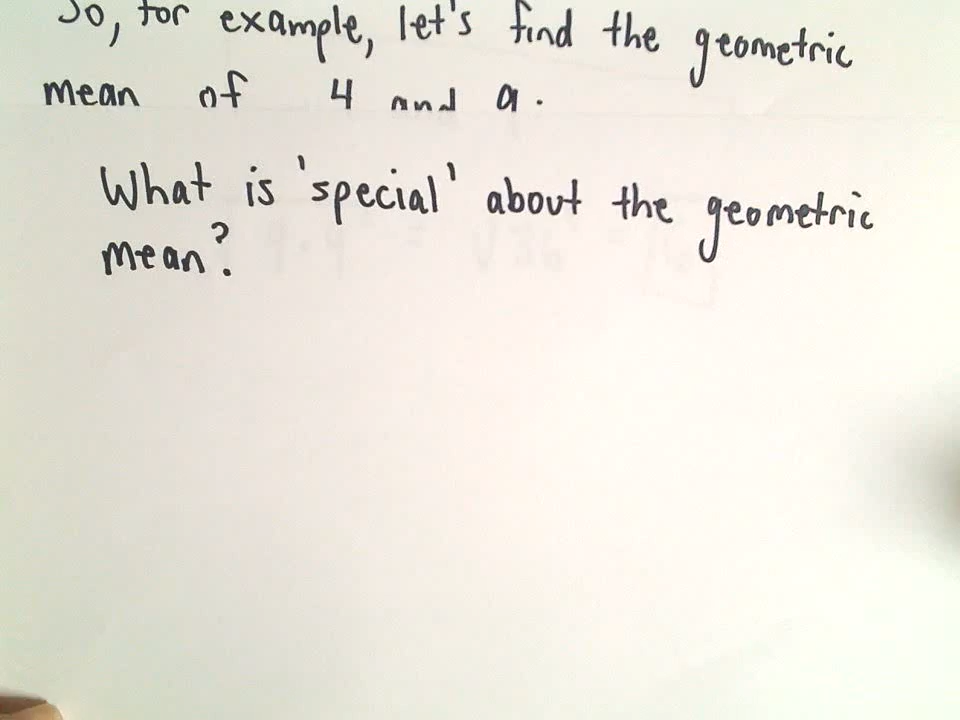 So, for example, let's find the geometric
mean of 4 and 9.
What is 'special' about the geometric
mean?